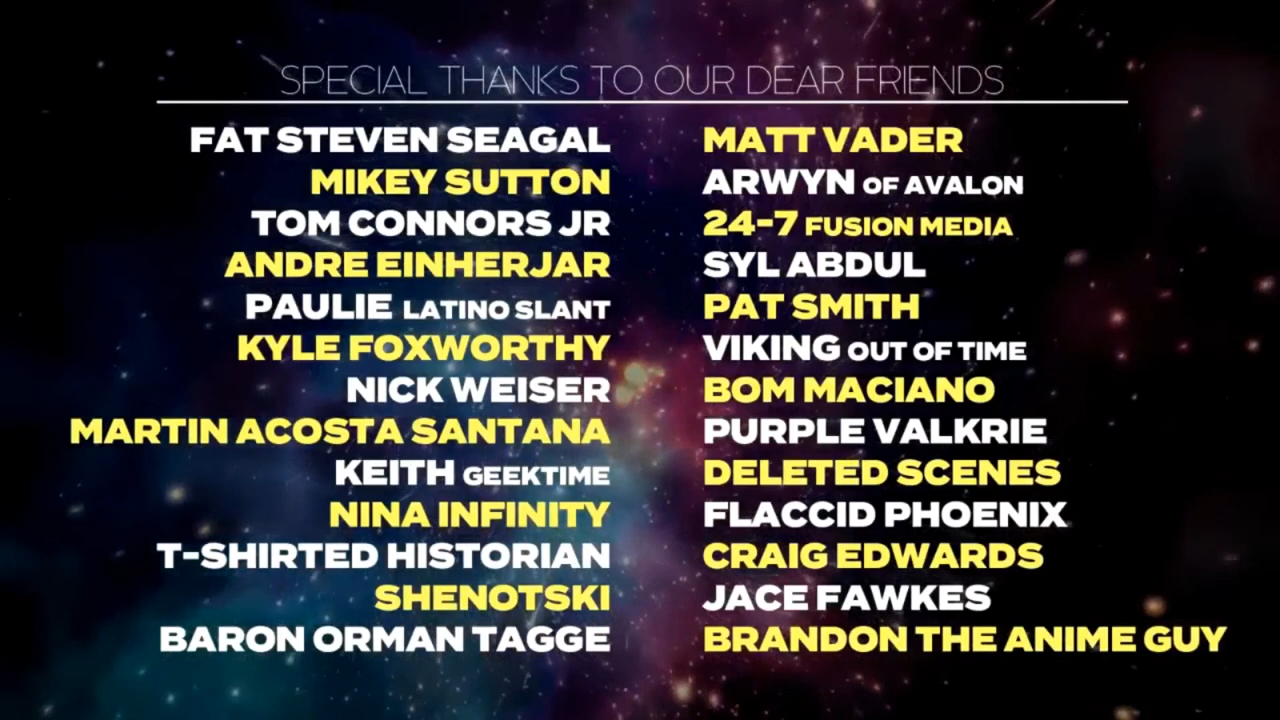 SPECIAL THANKS TO OUR DEAR FRIENDS
FAT STEVEN SEAGAL
MIKEY SUTTON
TOM CONNORS JR
ANDRE EINHERJAR
PAULIE LATINO SLANT
KYLE FOXWORTHY
NICK WEISER
MARTIN ACOSTA SANTANA
KEITH GEEKTIME
NINA INFINITY
T-SHIRTED HISTORIAN
SHENOTSKI
BARON ORMAN TAGGE
MATT VADER
ARWYN OF AVALON
24-7 FUSION MEDIA
SYL ABDUL
PAT SMITH
VIKING OUT OF TIME
BOM MACIANO
PURPLE VALKRIE
DELETED SCENES
FLACCID PHOENIX
CRAIG EDWARDS
JACE FAWKES
BRANDON THE ANIME GUY